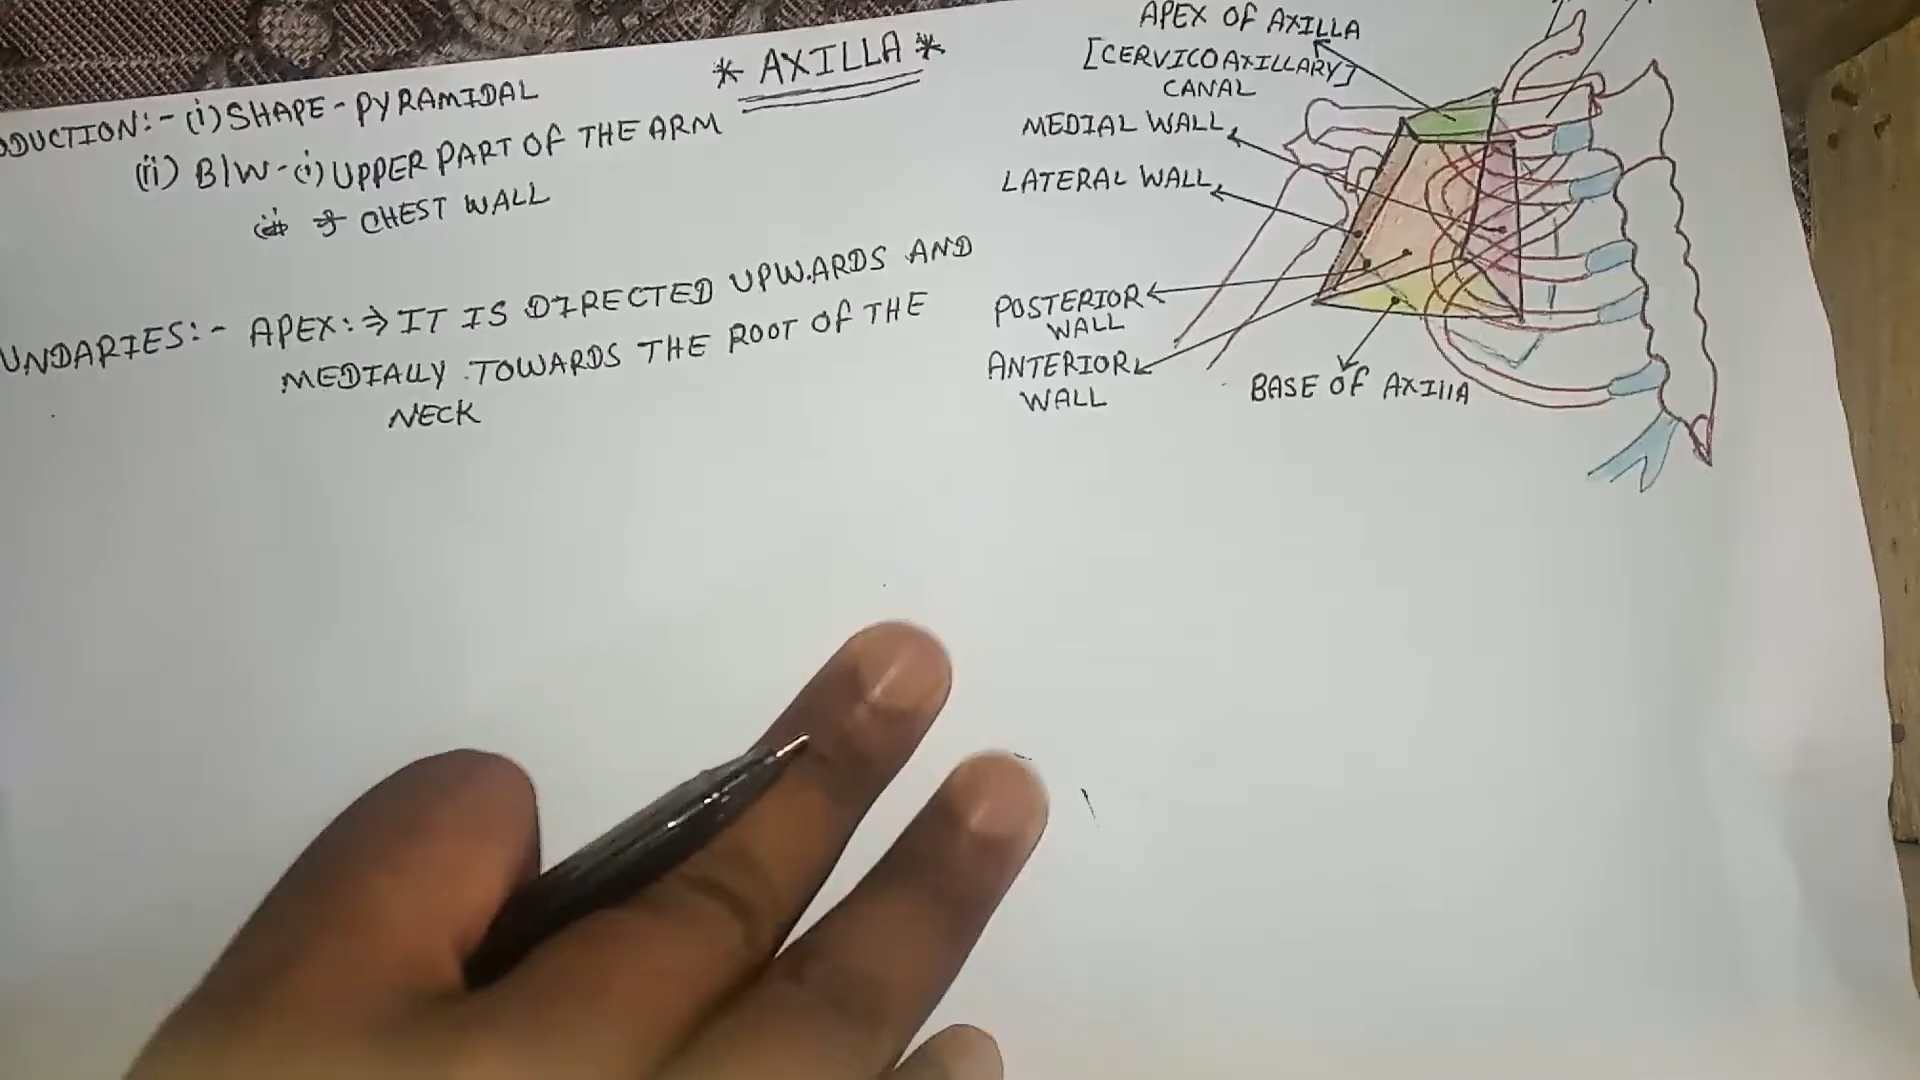 * AXILLA *
ODUCTION:- (i) SHAPE - PYRAMIDAL
(ii) B/W - (i) UPPER PART OF THE ARM
CHEST WALL
UNDARIES:- APEX:⇒ IT IS DIRECTED UPWARDS AND
MEDIALLY TOWARDS THE ROOT OF THE
NECK
APEX OF AXILLA
[CERVICOAXILLARY]
CANAL
MEDIAL WALL
LATERAL WALL
POSTERIOR
WALL
ANTERIOR
WALL
BASE OF AXIllA